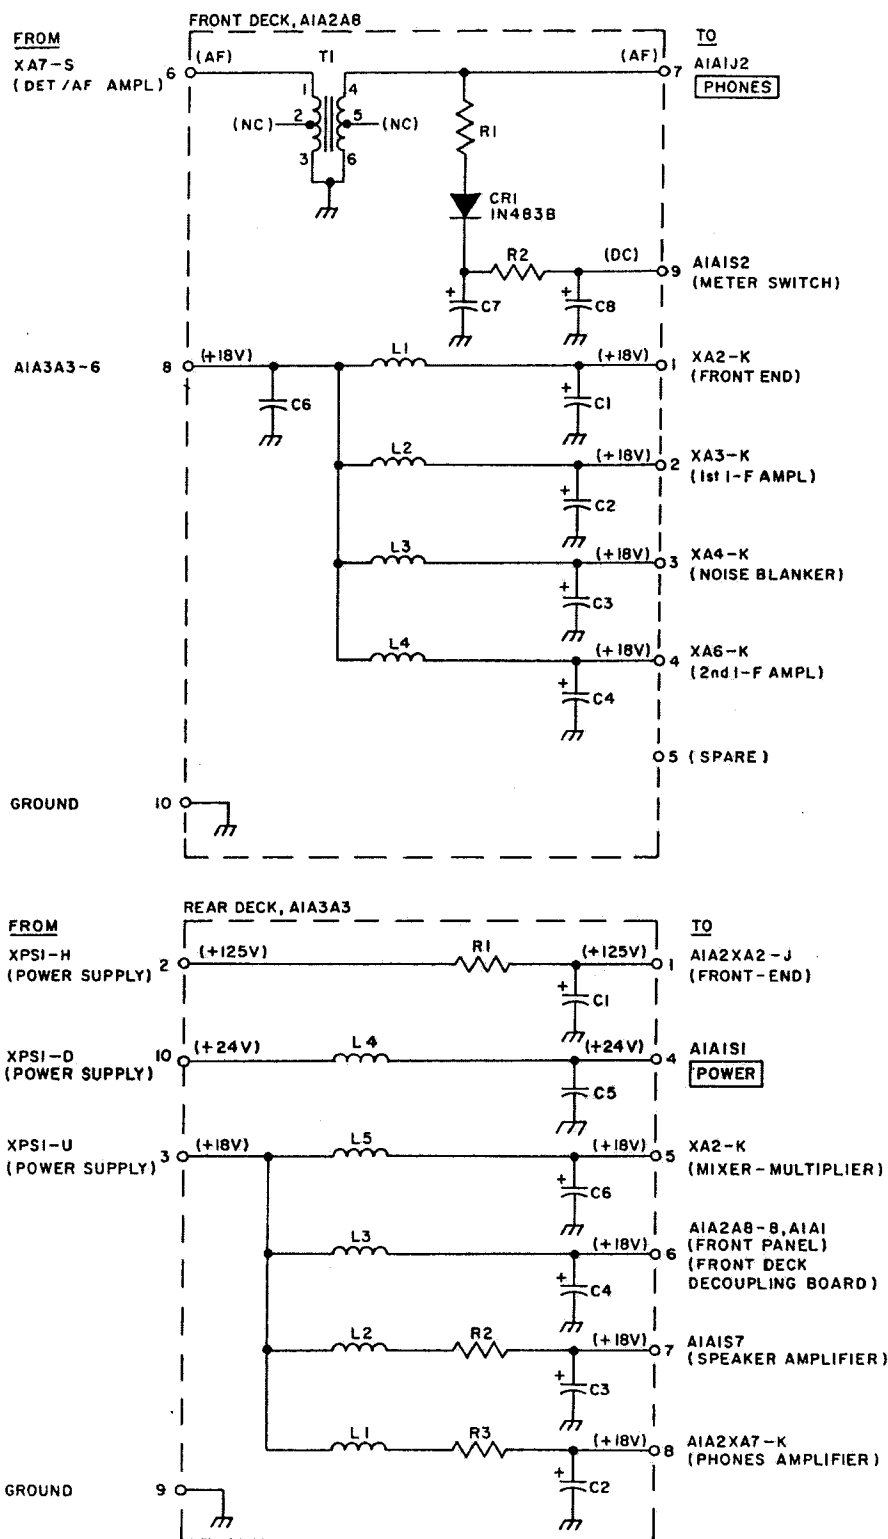 FRONT DECK, A1A2A8
FROM
TO
XA7-S
(DET/AF AMPL)
6
(AF)
T1
(AF)
7
A1A1J2
PHONES
1
4
(NC)
2
5
(NC)
3
6
R1
CR1
1N483B
R2
(DC)
9
A1A1S2
(METER SWITCH)
+
C7
+
C8
A1A3A3-6
8
(+18V)
L1
(+18V)
1
XA2-K
(FRONT END)
C6
+
C1
L2
(+18V)
2
XA3-K
(1st I-F AMPL)
+
C2
L3
(+18V)
3
XA4-K
(NOISE BLANKER)
+
C3
L4
(+18V)
4
XA6-K
(2nd I-F AMPL)
+
C4
5 (SPARE)
GROUND
10
REAR DECK, A1A3A3
FROM
TO
XPS1-H
(POWER SUPPLY)
2
(+125V)
R1
(+125V)
1
A1A2XA2-J
(FRONT-END)
+
C1
XPS1-D
(POWER SUPPLY)
10
(+24V)
L4
(+24V)
4
A1A1S1
POWER
C5
XPS1-U
(POWER SUPPLY)
3
(+18V)
L5
(+18V)
5
XA2-K
(MIXER-MULTIPLIER)
+
C6
L3
(+18V)
6
A1A2A8-8, A1A1
(FRONT PANEL)
(FRONT DECK
DECOUPLING BOARD)
+
C4
L2
R2
(+18V)
7
A1A1S7
(SPEAKER AMPLIFIER)
+
C3
L1
R3
(+18V)
8
A1A2XA7-K
(PHONES AMPLIFIER)
+
C2
GROUND
9